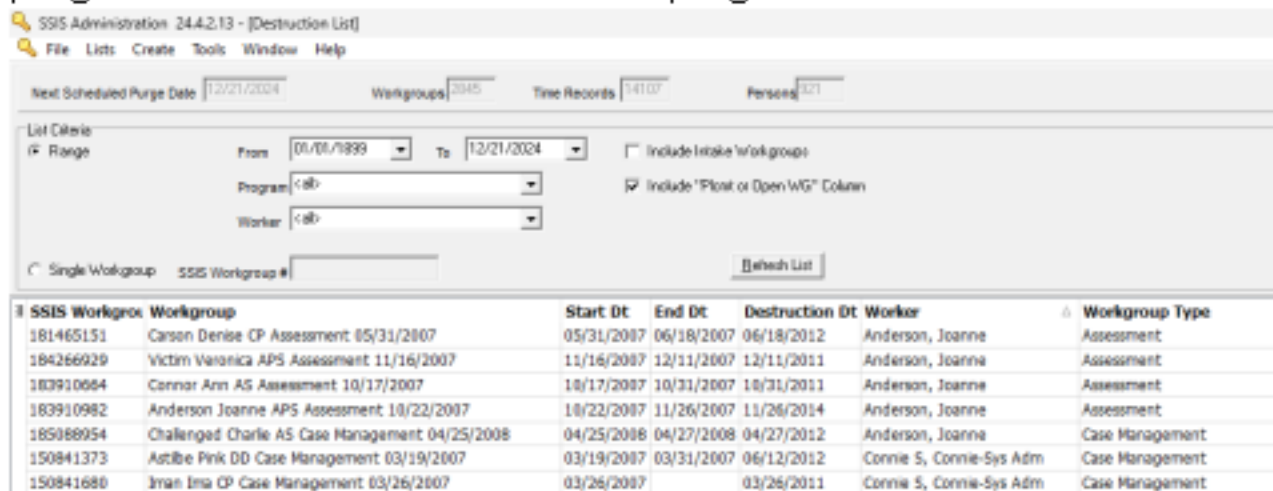 SSIS Administration 24.4.2.13 - [Destruction List]
File Lists Create Tools Window Help
Next Scheduled Purge Date 12/21/2024 Workgroups 2845 Time Records 14107 Persons 921
List Criteria
Range From 01/01/1899 To 12/21/2024 Include Intake Workgroups
Program <all> Include "Plcmt or Open WG" Column
Worker <all>
Single Workgroup SSIS Workgroup # Refresh List
SSIS Workgrou Workgroup Start Dt End Dt Destruction Dt Worker Workgroup Type
181465151 Carson Denise CP Assessment 05/31/2007 05/31/2007 06/18/2007 06/18/2012 Anderson, Joanne Assessment
184266929 Victim Veronica APS Assessment 11/16/2007 11/16/2007 12/11/2007 12/11/2011 Anderson, Joanne Assessment
183910664 Connor Ann AS Assessment 10/17/2007 10/17/2007 10/31/2007 10/31/2011 Anderson, Joanne Assessment
183910982 Anderson Joanne APS Assessment 10/22/2007 10/22/2007 11/26/2007 11/26/2014 Anderson, Joanne Assessment
185088954 Challenged Charlie AS Case Management 04/25/2008 04/25/2008 04/27/2008 04/27/2012 Anderson, Joanne Case Management
150841373 Astilbe Pink DD Case Management 03/19/2007 03/19/2007 03/31/2007 06/12/2012 Connie S, Connie-Sys Adm Case Management
150841680 Iman Ima CP Case Management 03/26/2007 03/26/2007 03/26/2011 Connie S, Connie-Sys Adm Case Management